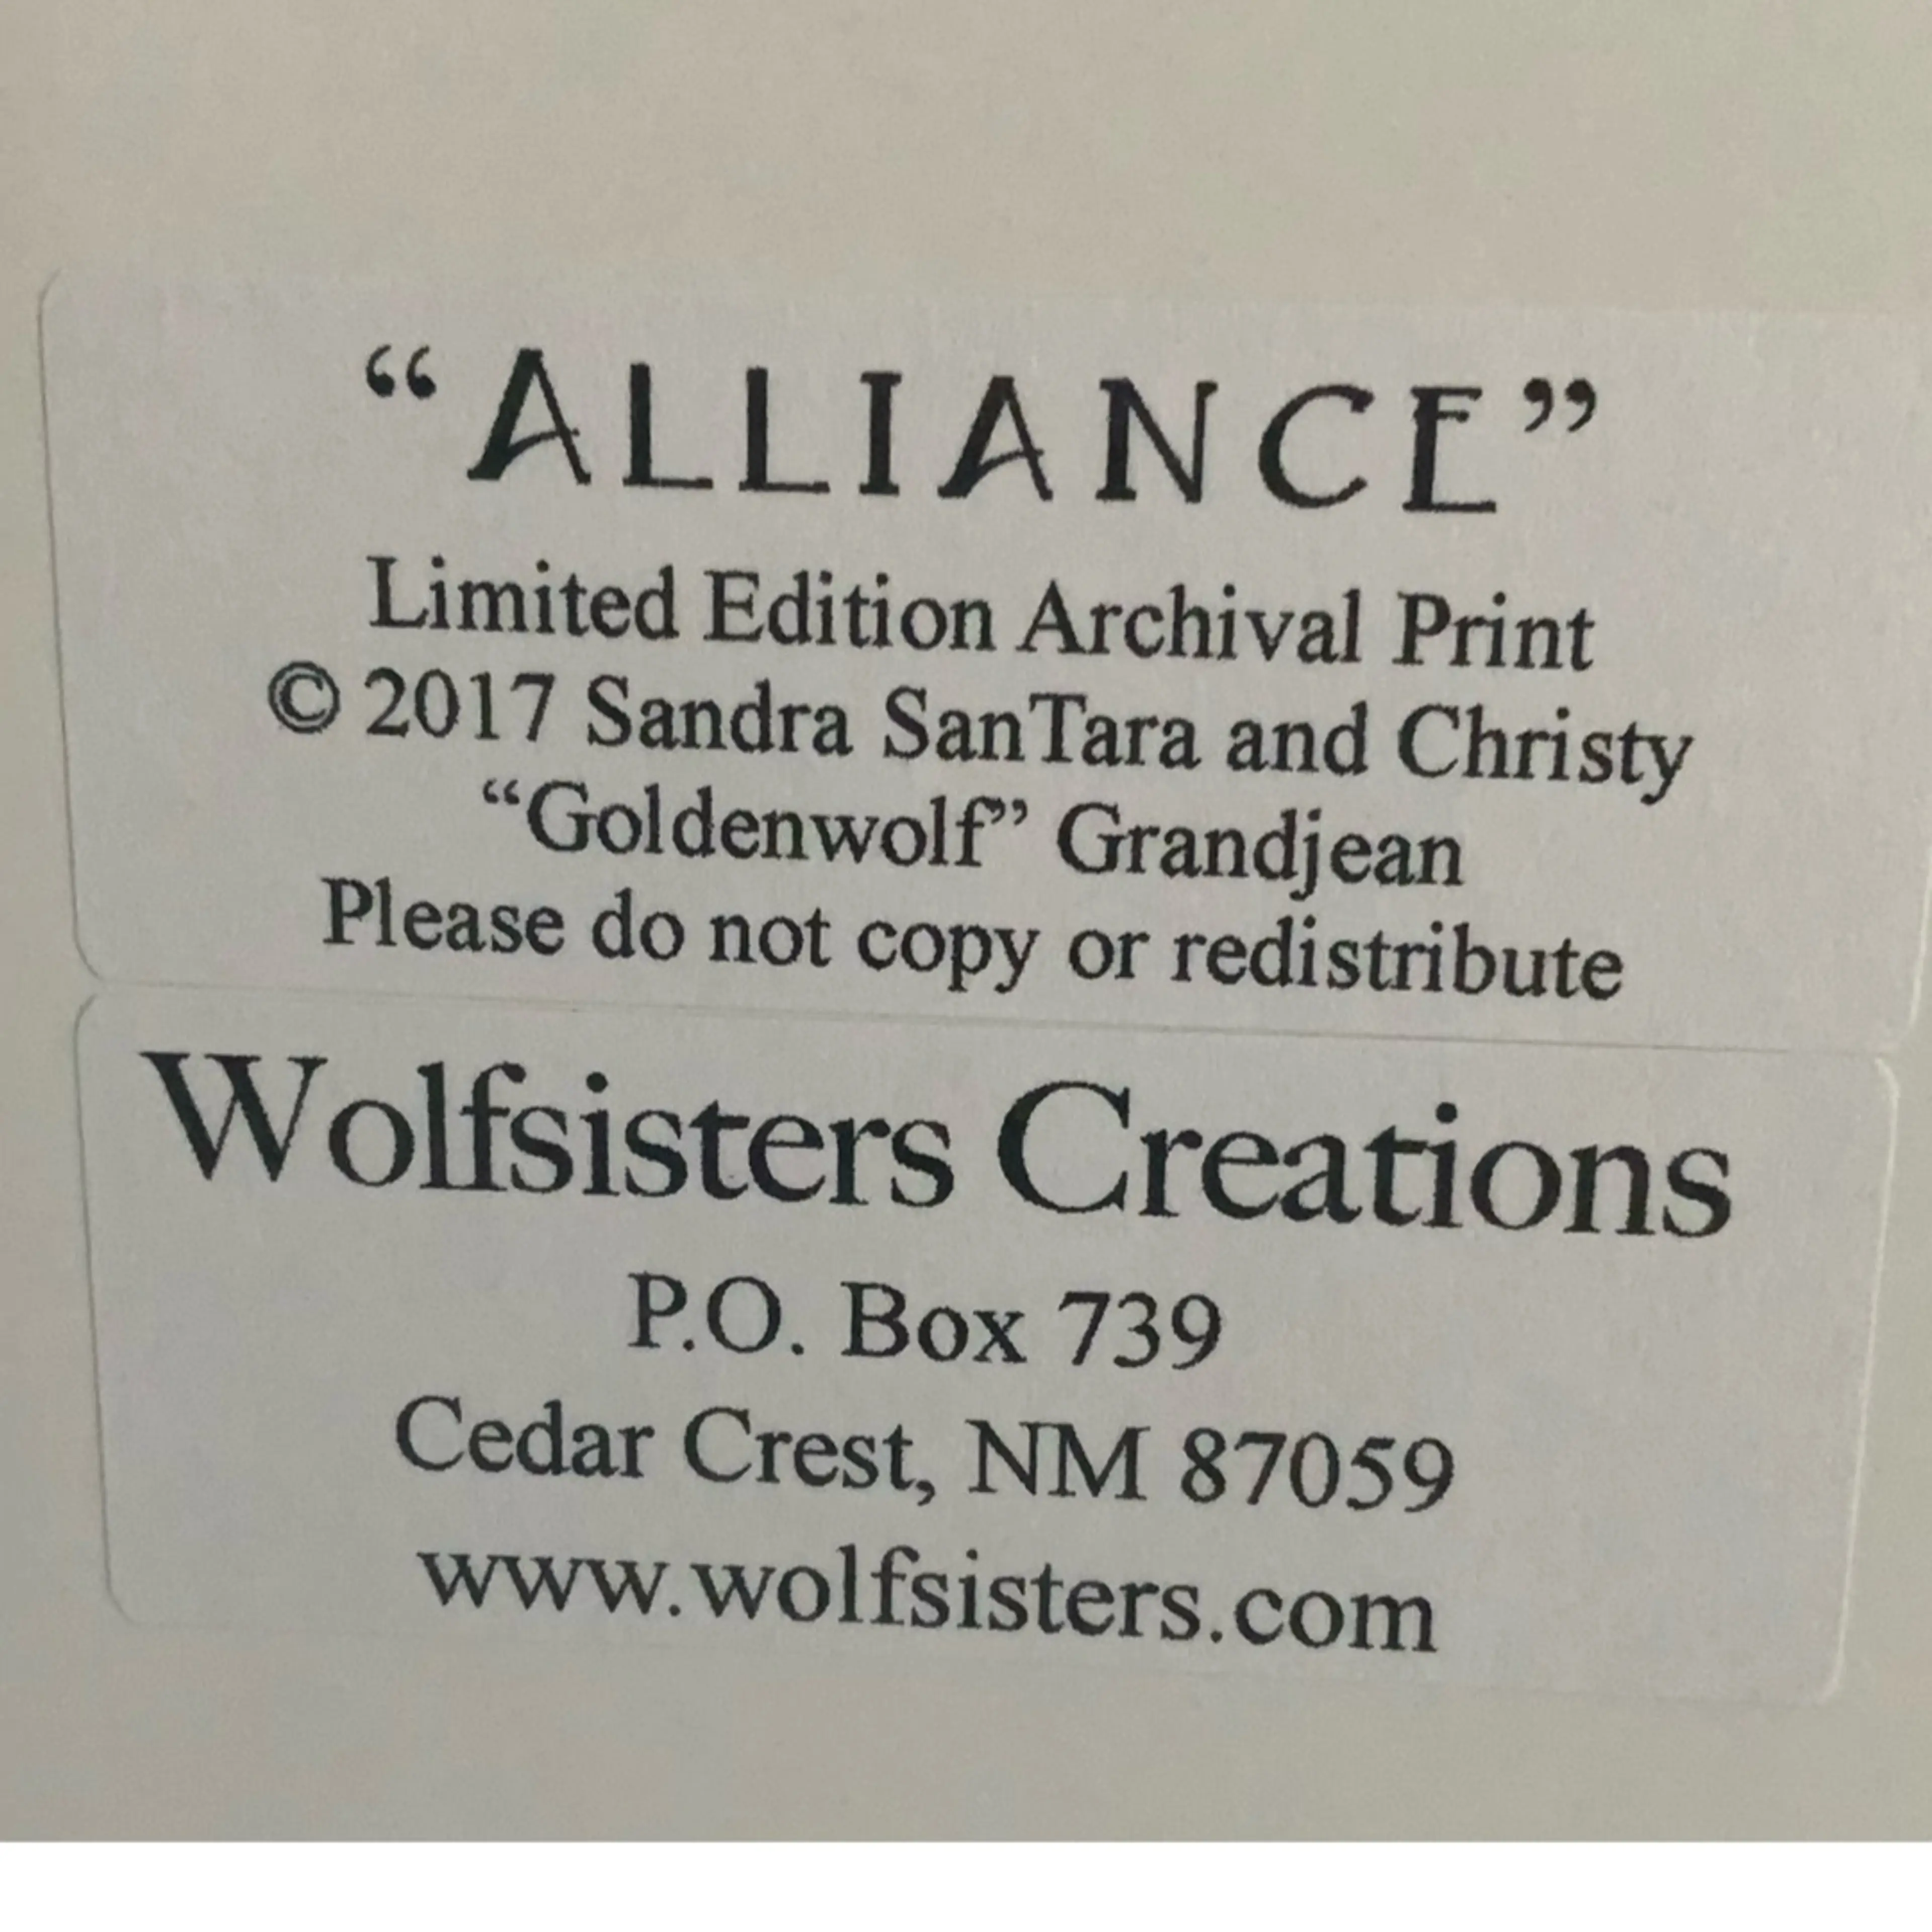 “ALLIANCE”
Limited Edition Archival Print
© 2017 Sandra SanTara and Christy
“Goldenwolf” Grandjean
Please do not copy or redistribute
Wolfsisters Creations
P.O. Box 739
Cedar Crest, NM 87059
www.wolfsisters.com